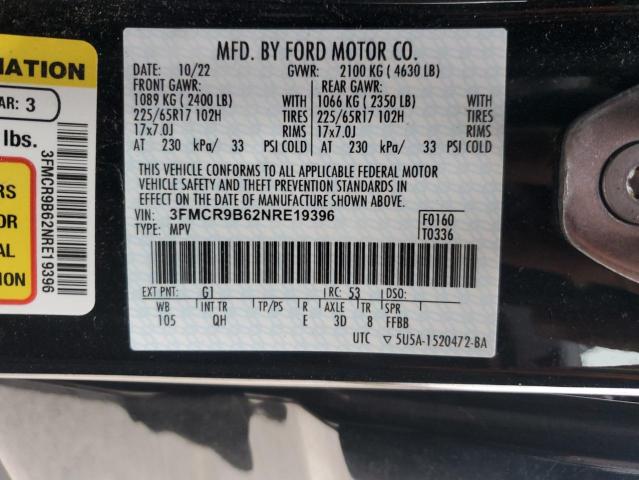 MFD. BY FORD MOTOR CO.
DATE: 10/22 GVWR: 2100 KG ( 4630 LB)
FRONT GAWR: REAR GAWR:
1089 KG ( 2400 LB) WITH 1066 KG ( 2350 LB) WITH
225/65R17 102H TIRES 225/65R17 102H TIRES
17x7.0J RIMS 17x7.0J RIMS
AT 230 kPa/ 33 PSI COLD AT 230 kPa/ 33 PSI COLD
THIS VEHICLE CONFORMS TO ALL APPLICABLE FEDERAL MOTOR
VEHICLE SAFETY AND THEFT PREVENTION STANDARDS IN
EFFECT ON THE DATE OF MANUFACTURE SHOWN ABOVE.
VIN: 3FMCR9B62NRE19396 F0160
TYPE: MPV T0336
EXT PNT: G1 RC: 53 DSO:
WB INT TR TP/PS R AXLE TR SPR
105 QH E 3D 8 FFBB
UTC ▽ 5U5A-1520472-BA
MATION
AR: 3
lbs.
RS
OR
AL
ION
3FMCR9B62NRE19396